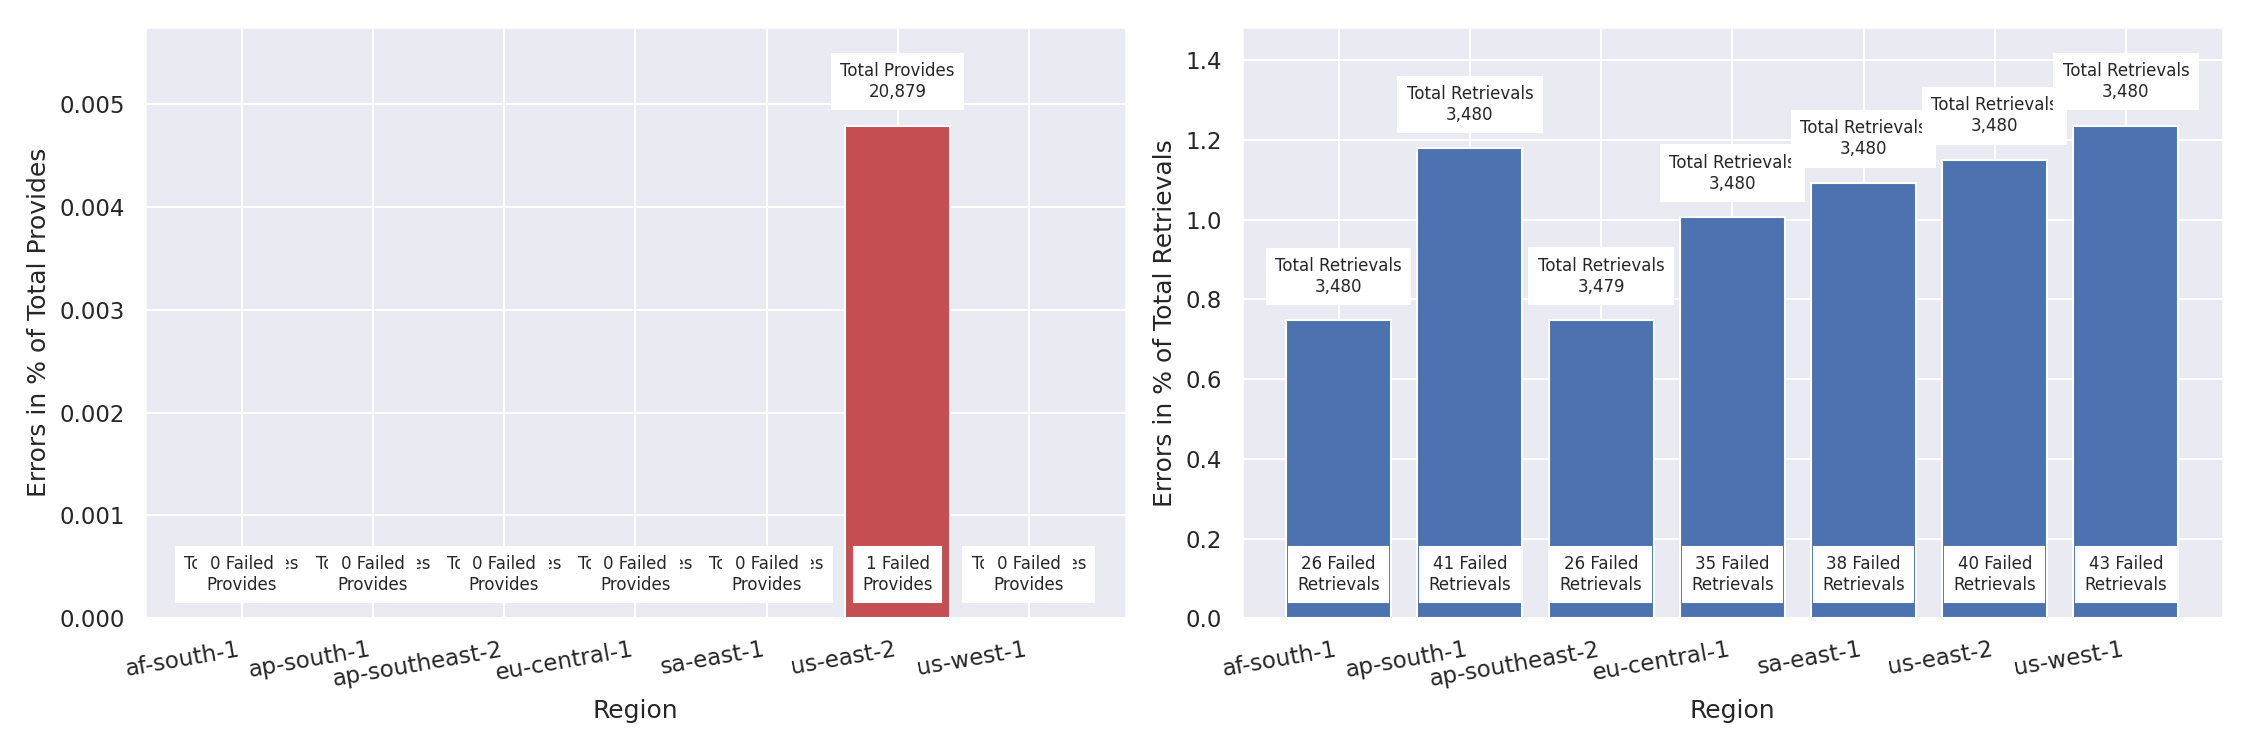 Errors in % of Total Provides
0.005
0.004
0.003
0.002
0.001
0.000
Total Provides
20,879
0 Failed
Provides
0 Failed
Provides
0 Failed
Provides
0 Failed
Provides
0 Failed
Provides
1 Failed
Provides
0 Failed
Provides
af-south-1
ap-south-1
ap-southeast-2
eu-central-1
sa-east-1
us-east-2
us-west-1
Region
Errors in % of Total Retrievals
1.4
1.2
1.0
0.8
0.6
0.4
0.2
0.0
Total Retrievals
3,480
Total Retrievals
3,480
Total Retrievals
3,479
Total Retrievals
3,480
Total Retrievals
3,480
Total Retrievals
3,480
Total Retrievals
3,480
26 Failed
Retrievals
41 Failed
Retrievals
26 Failed
Retrievals
35 Failed
Retrievals
38 Failed
Retrievals
40 Failed
Retrievals
43 Failed
Retrievals
af-south-1
ap-south-1
ap-southeast-2
eu-central-1
sa-east-1
us-east-2
us-west-1
Region